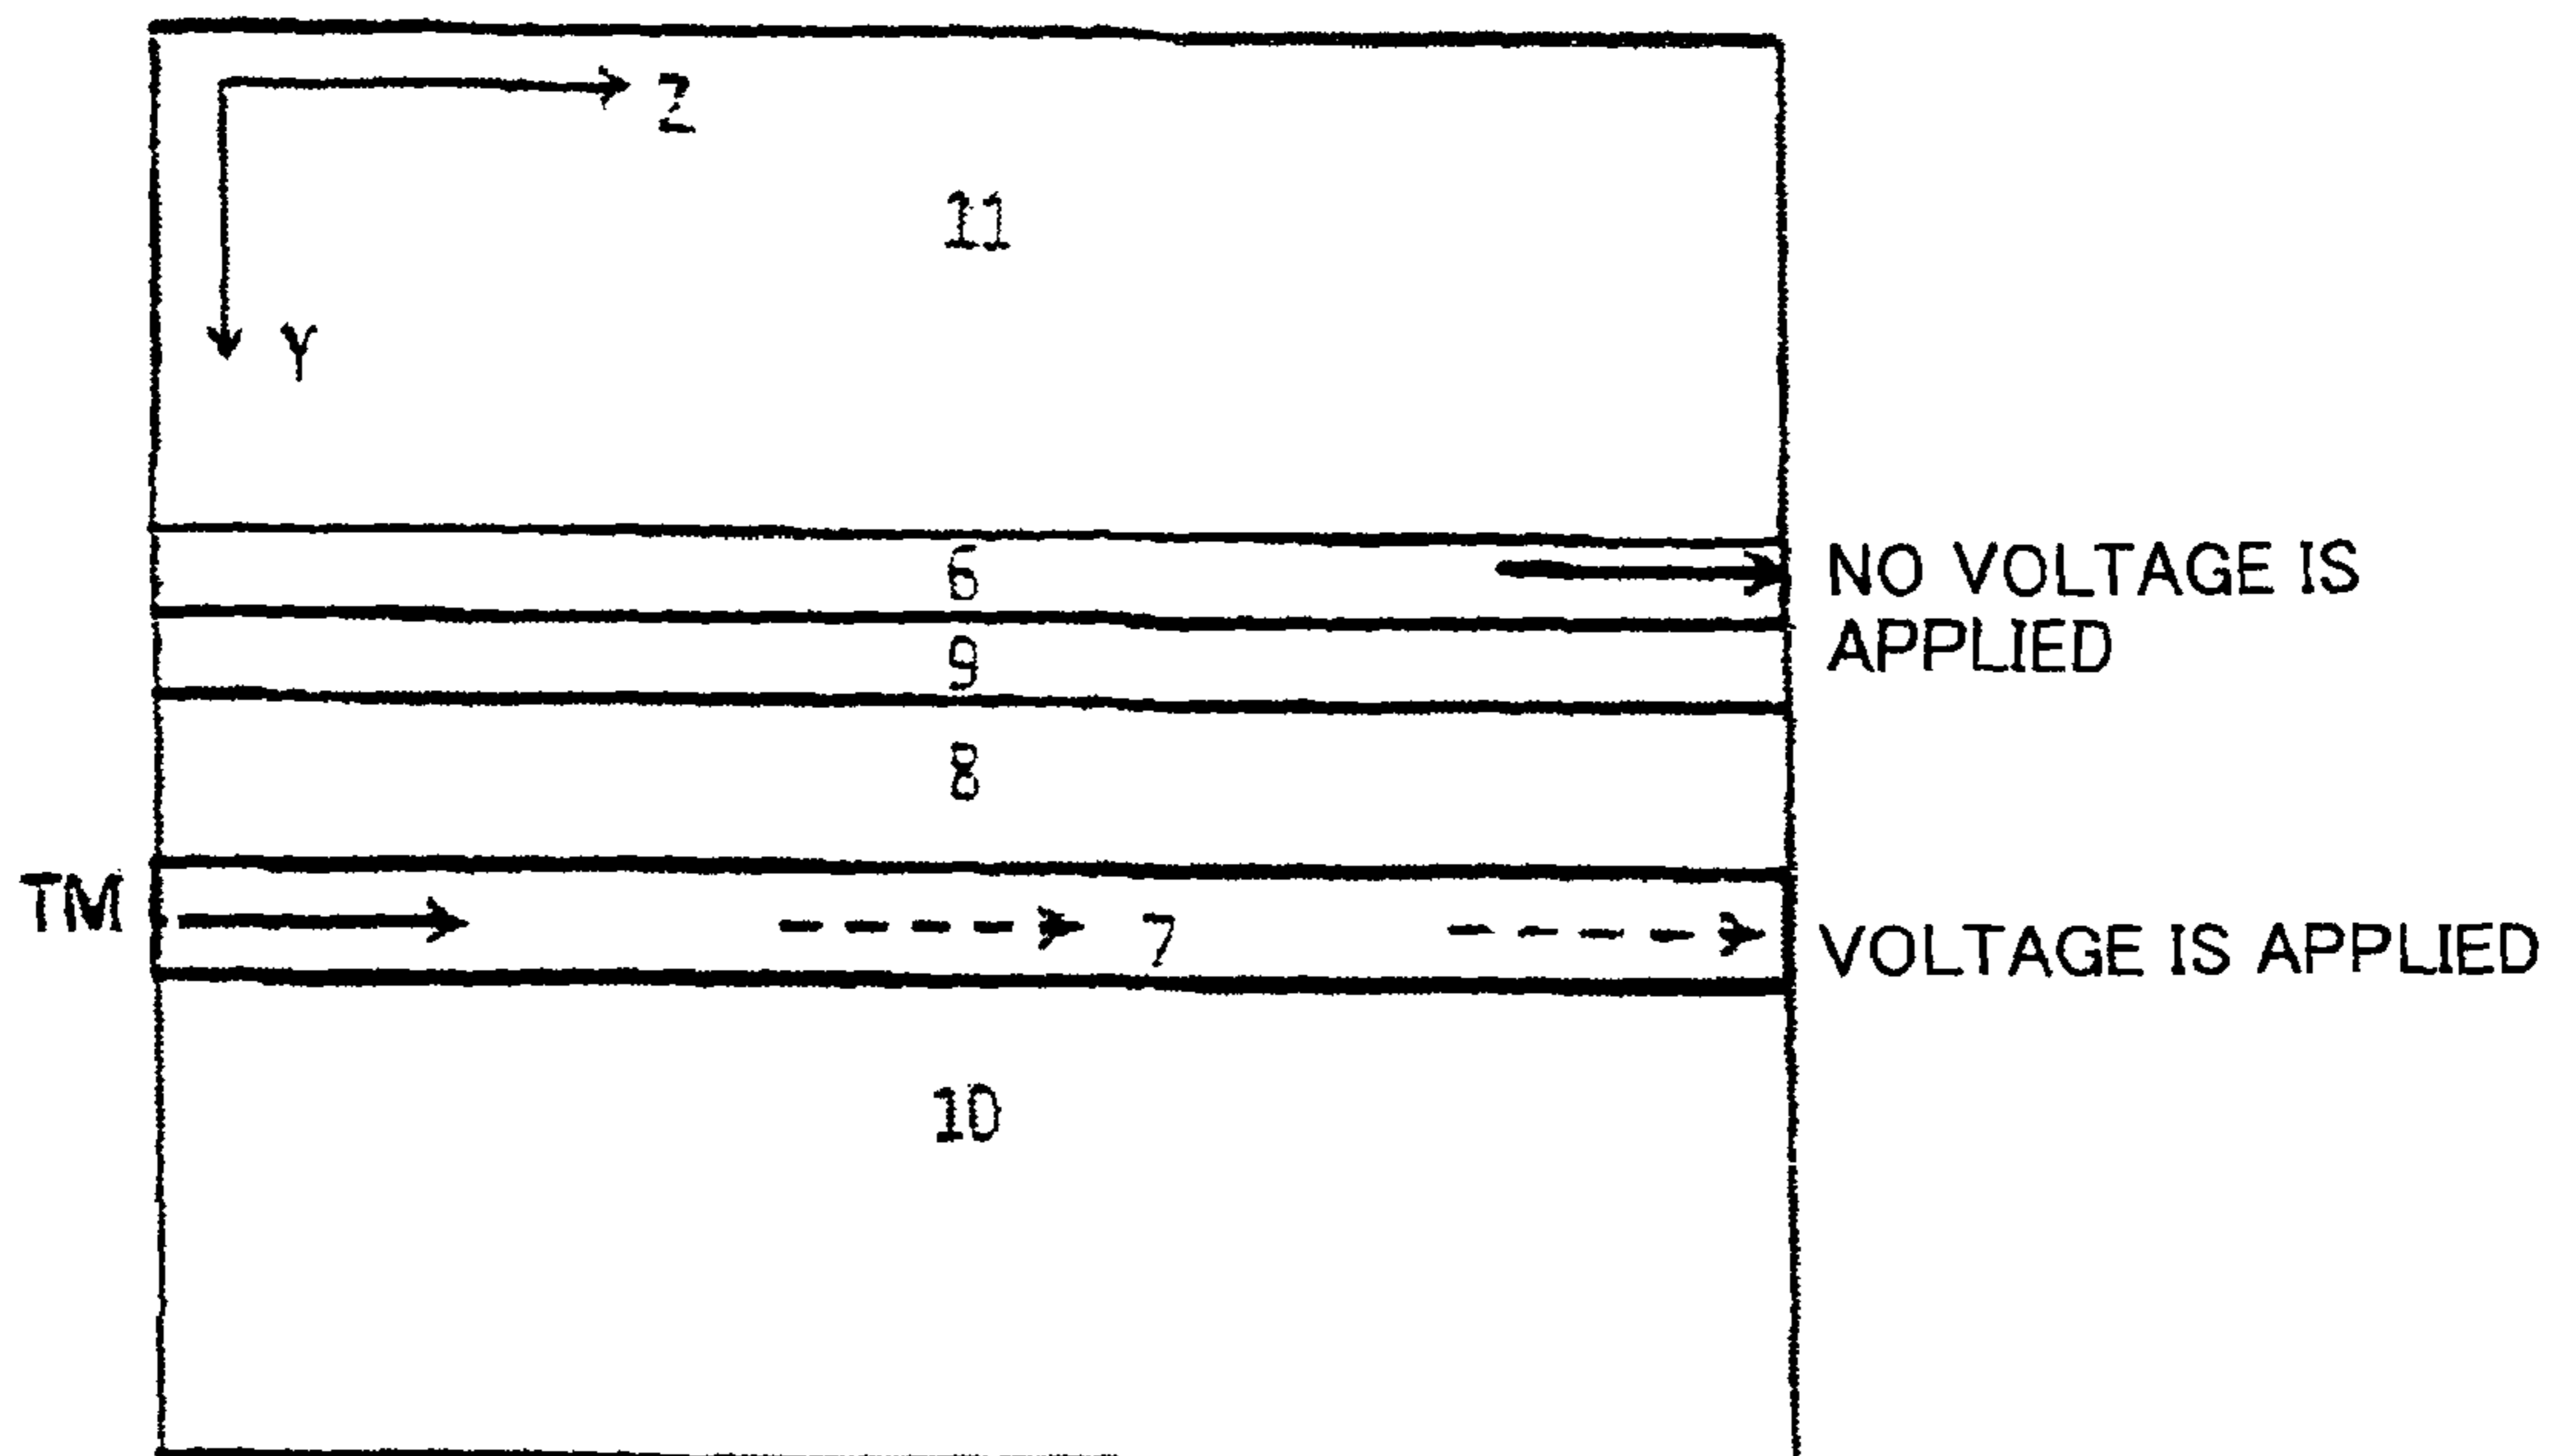 Z
11
Y
6
NO VOLTAGE IS
APPLIED
9
8
TM
7
VOLTAGE IS APPLIED
10